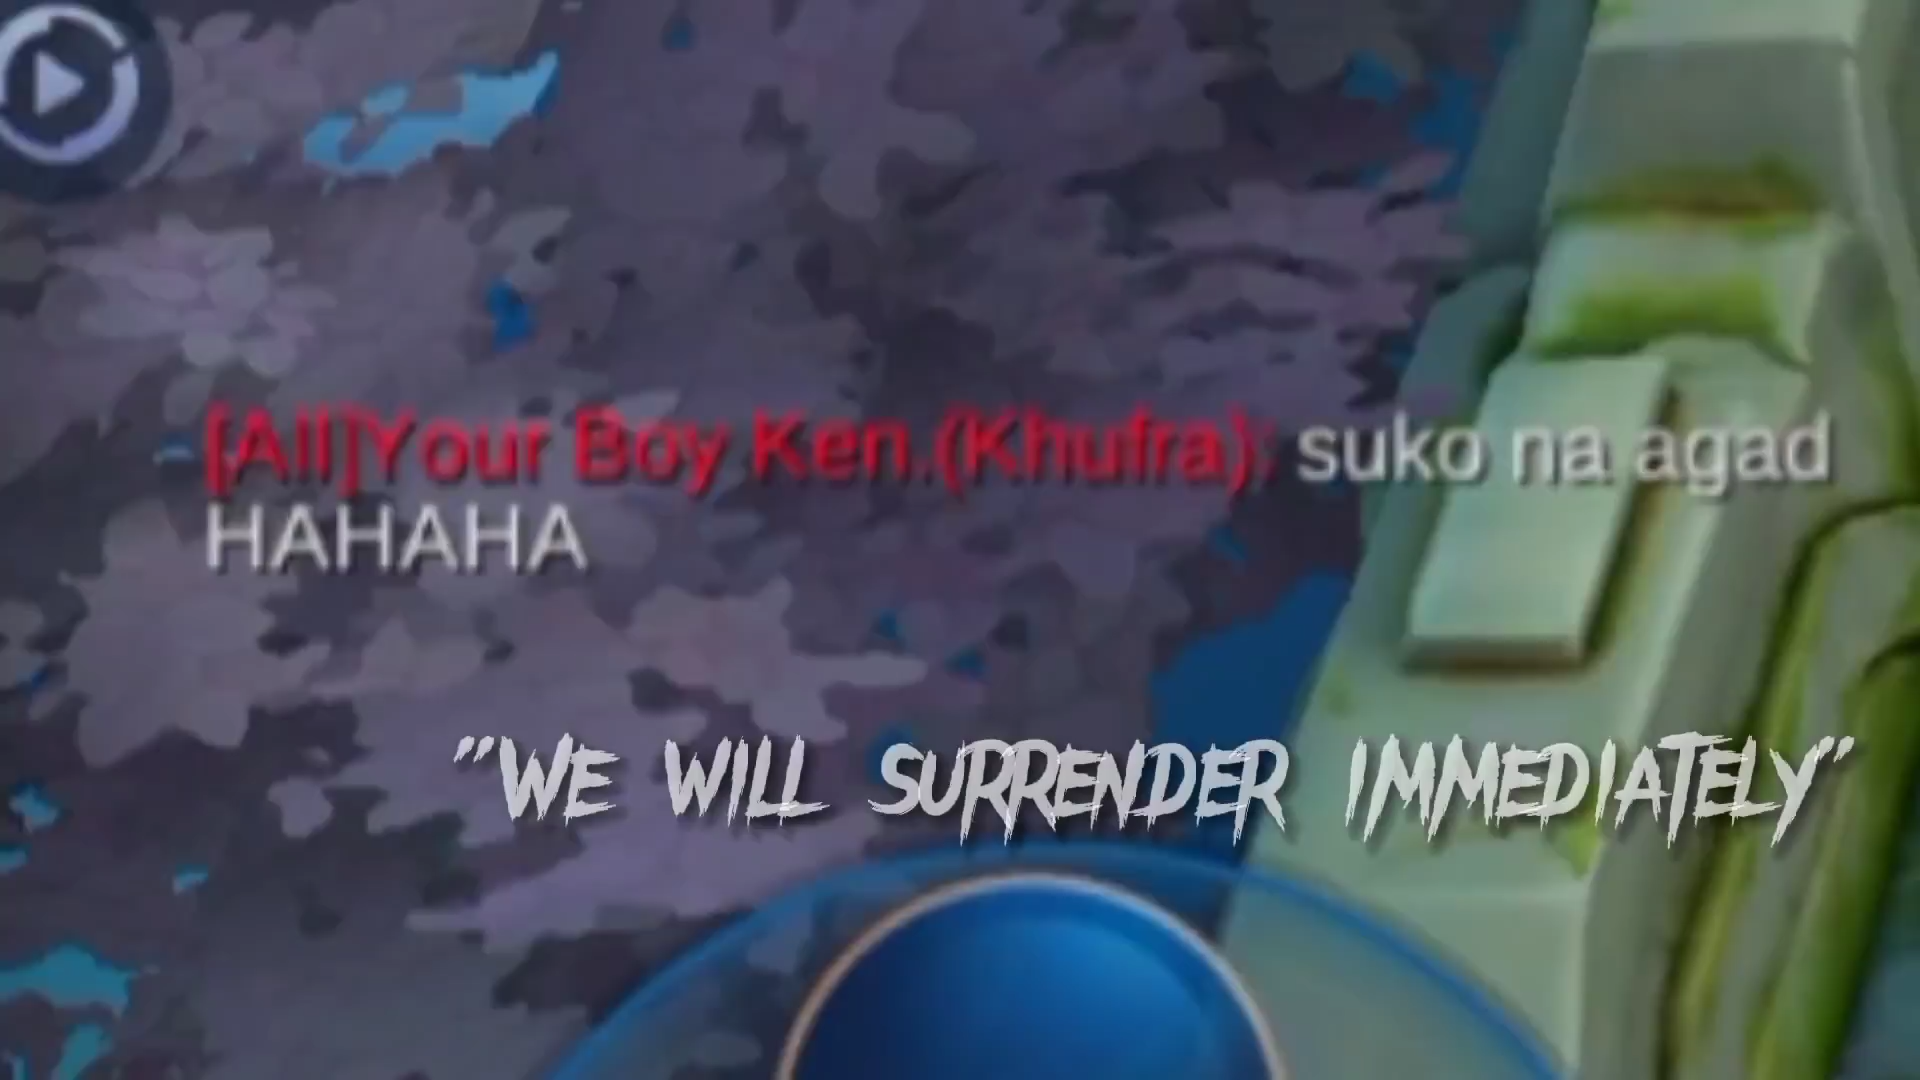 [All]Your Boy Ken.(Khufra): suko na agad
HAHAHA
"WE WILL SURRENDER IMMEDIATELY"